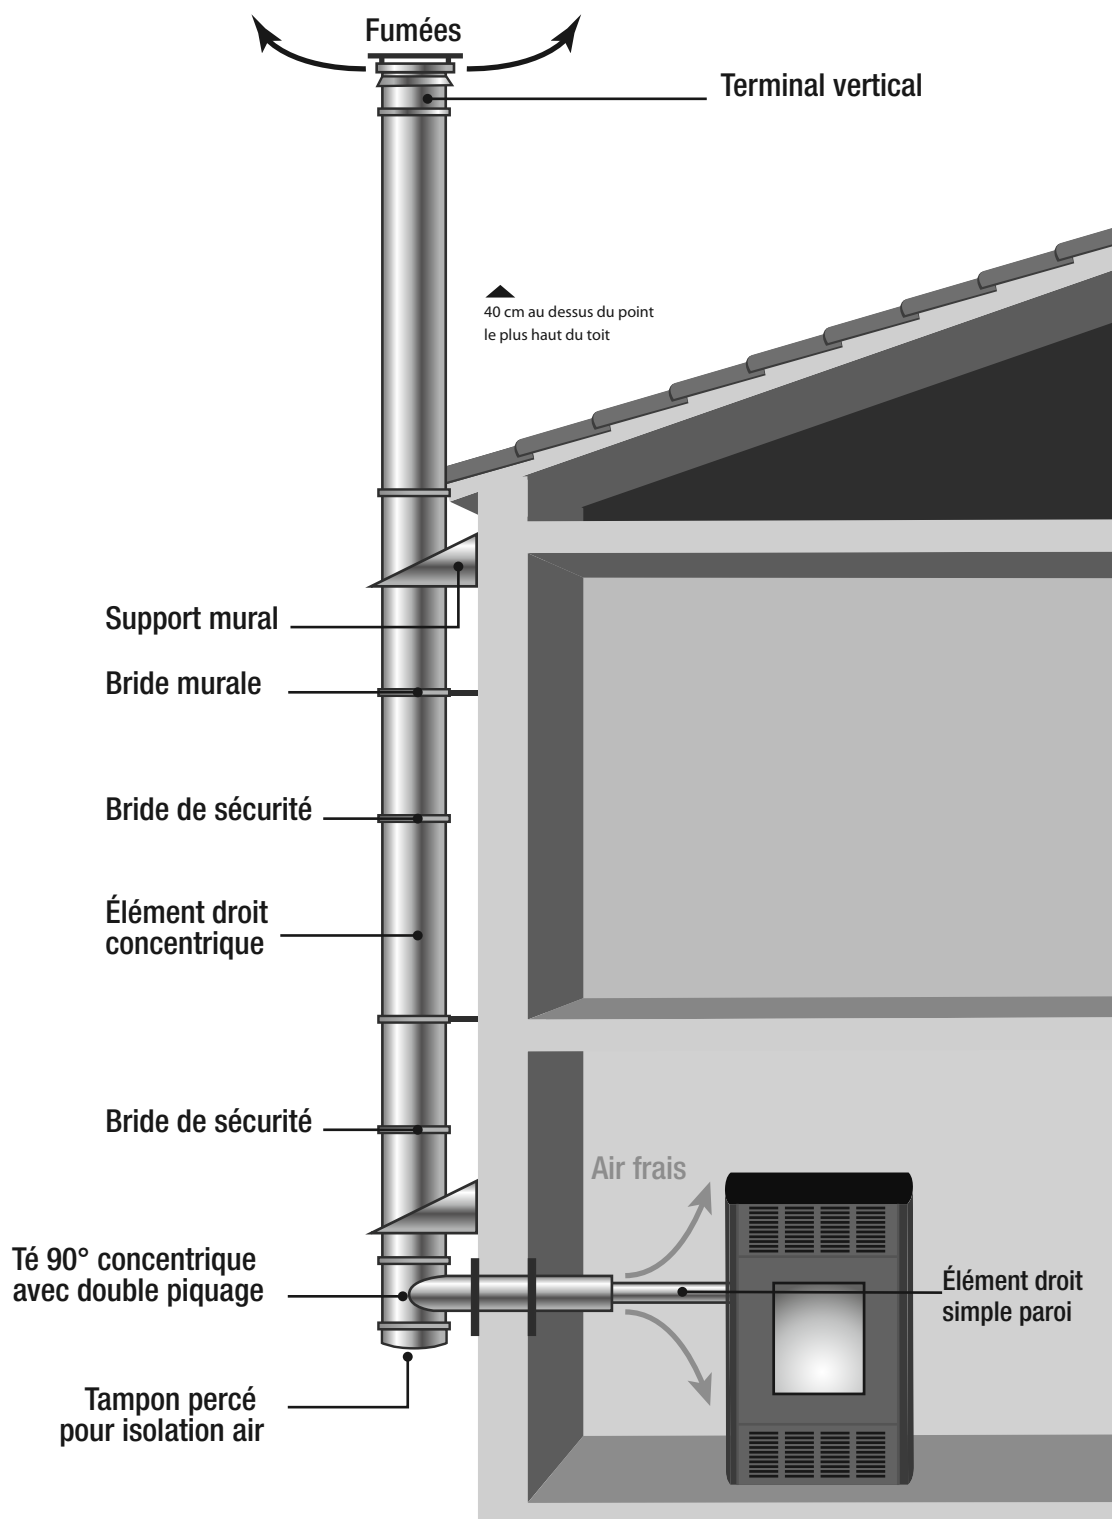 Fumées
Terminal vertical
40 cm au dessus du point
le plus haut du toit
Support mural
Bride murale
Bride de sécurité
Élément droit
concentrique
Bride de sécurité
Air frais
Té 90° concentrique
avec double piquage
Élément droit
simple paroi
Tampon percé
pour isolation air